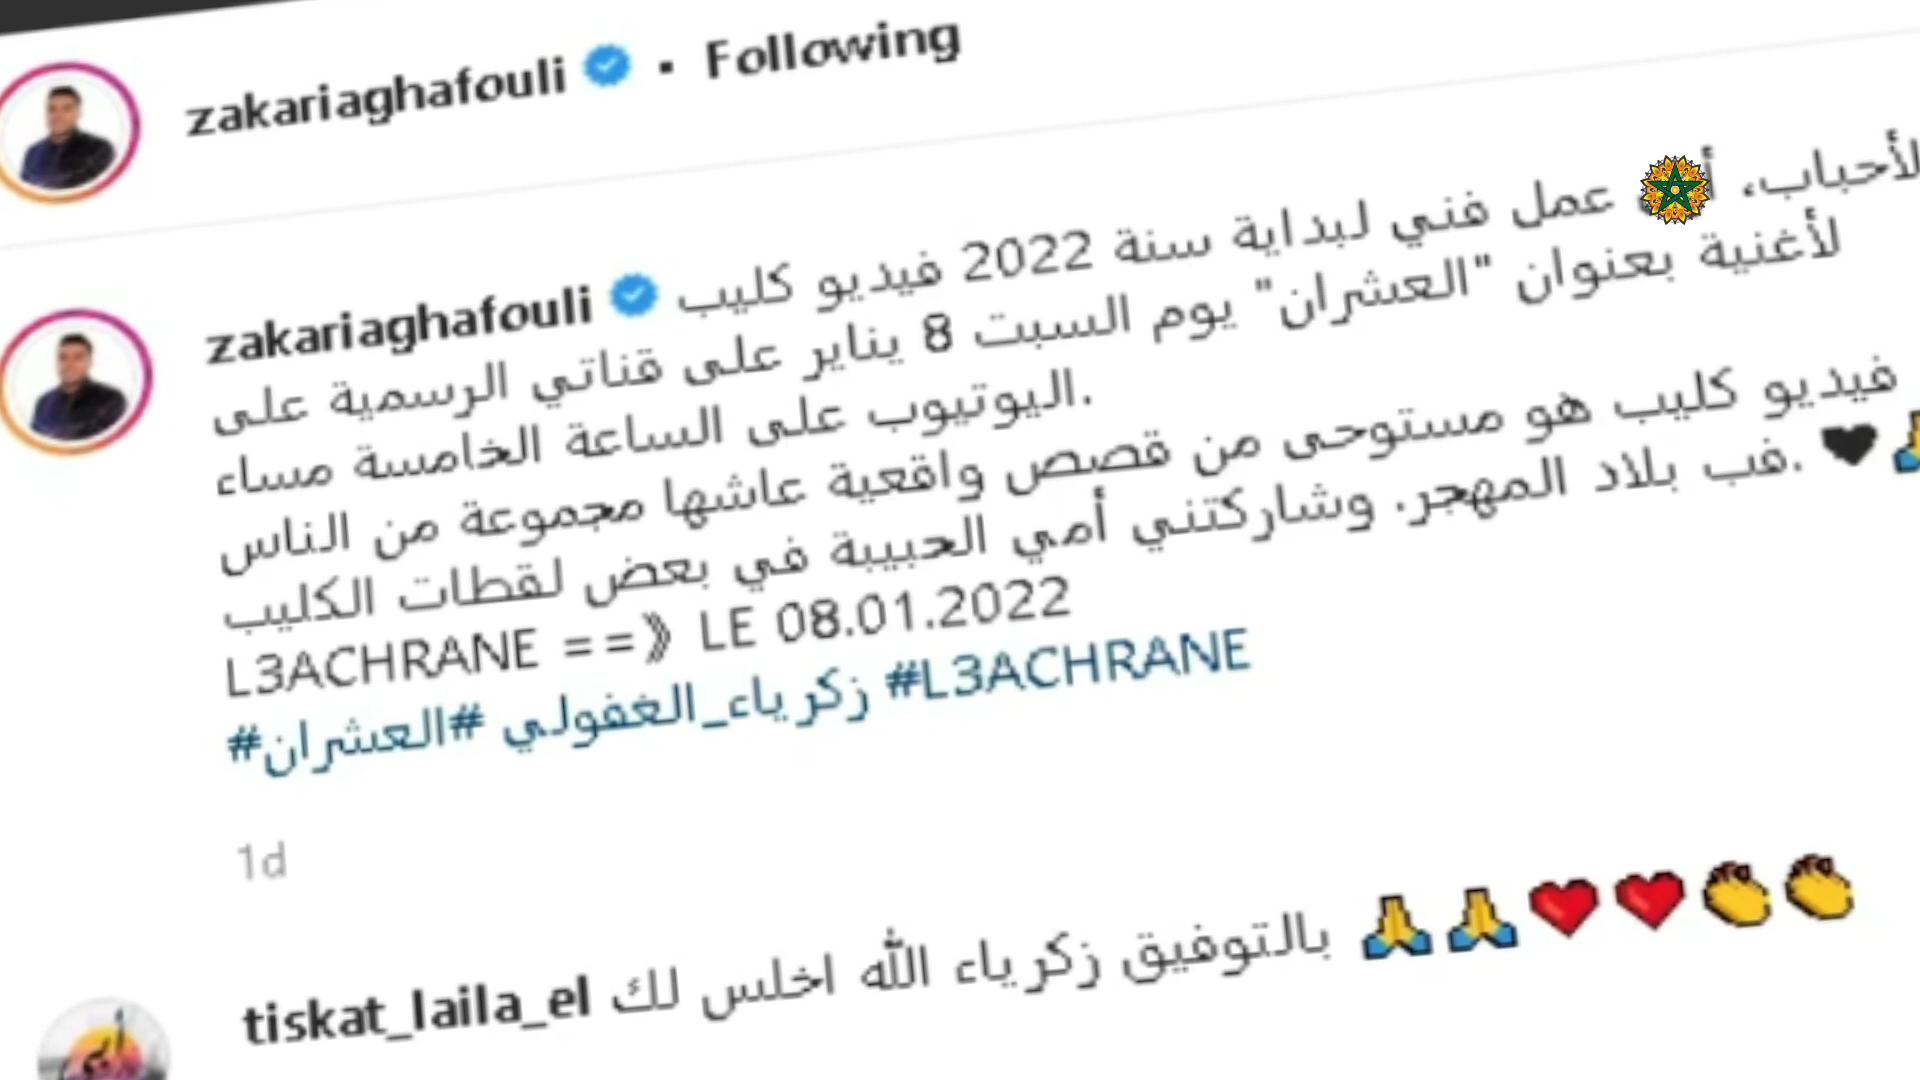 zakariaghafouli • Following
zakariaghafouli لأحباب، عمل فني لبداية سنة 2022 فيديو كليب
لأغنية بعنوان "العشران" يوم السبت 8 يناير على قناتي الرسمية على
اليوتيوب على الساعة الخامسة مساء.
فيديو كليب هو مستوحى من قصص واقعية عاشها مجموعة من الناس
فب بلاد المهجر. وشاركتني أمي الحبيبة في بعض لقطات الكليب. 🖤🙏
L3ACHRANE ==》 LE 08.01.2022
#العشران #زكرياء_الغفولي #L3ACHRANE
1d
tiskat_laila_el بالتوفيق زكرياء الله اخلس لك 🙏🙏❤️❤️👏👏